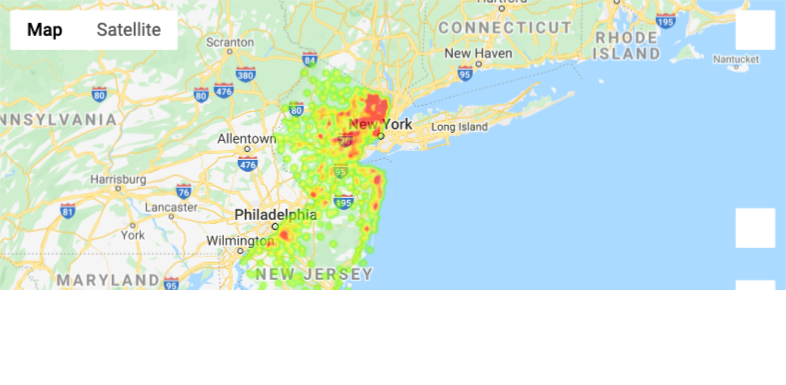 Map
Satellite
Hartford
CONNECTICUT
195
RHODE
ISLAND
Scranton
84
New Haven
Nantucket
380
95
80
80
476
80
NNSYLVANIA
New York
Long Island
Allentown
476
95
Harrisburg
76
195
81
Lancaster
Philadelphia
York
Wilmington
MARYLAND
95
NEW JERSEY